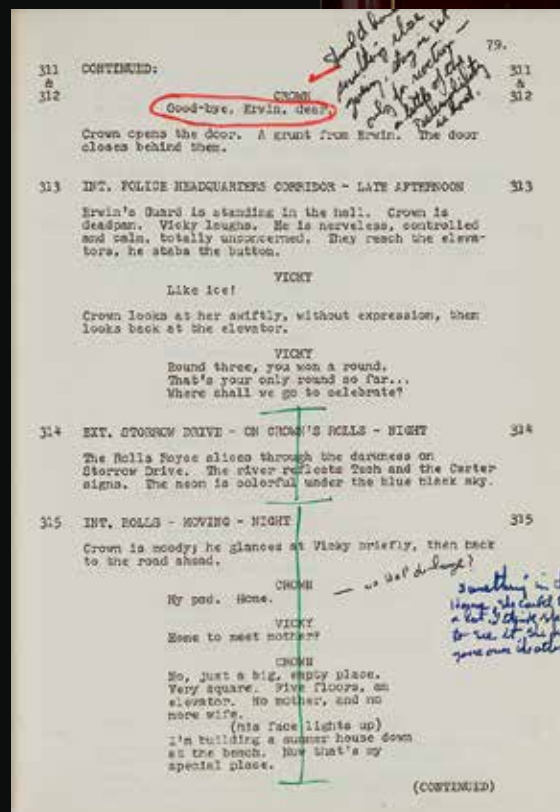 79.
311 CONTINUED: 311
& &
312 312
CROWN
Good-bye, Erwin, dear.
Crown opens the door. A grunt from Erwin. The door
closes behind them.
313 INT. POLICE HEADQUARTERS CORRIDOR - LATE AFTERNOON 313
Erwin's Guard is standing in the hall. Crown is
deadpan. Vicky laughs. He is nerveless, controlled
and calm, totally unconcerned. They reach the eleva-
tors, he stabs the button.
VICKY
Like ice!
Crown looks at her swiftly, without expression, then
looks back at the elevator.
VICKY
Round three, you won a round.
That's your only round so far...
Where shall we go to celebrate?
314 EXT. STORROW DRIVE - ON CROWN'S ROLLS - NIGHT 314
The Rolls Royce slices through the darkness on
Storrow Drive. The river reflects Tech and the Carter
signs. The neon is colorful under the blue black sky.
315 INT. ROLLS - MOVING - NIGHT 315
Crown is moody; he glances at Vicky briefly, then back
to the road ahead.
CROWN
My pad. Home.
VICKY
Home to meet mother?
CROWN
No, just a big, empty place.
Very square. Five floors, an
elevator. No mother, and no
more wife.
(his face lights up)
I'm building a summer house down
at the beach. Now that's my
special place.
(CONTINUED)
something in